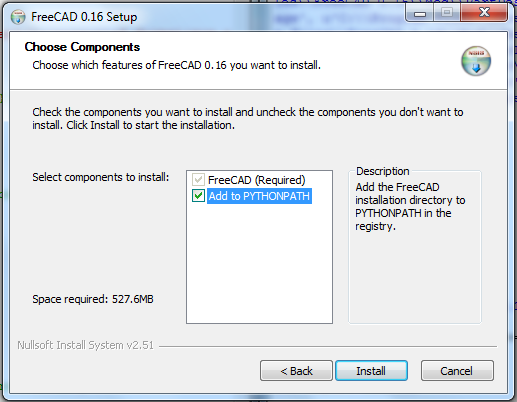 FreeCAD 0.16 Setup
Choose Components
Choose which features of FreeCAD 0.16 you want to install.
Check the components you want to install and uncheck the components you don't want to
install. Click Install to start the installation.
Select components to install:
FreeCAD (Required)
Add to PYTHONPATH
Description
Add the FreeCAD
installation directory to
PYTHONPATH in the
registry.
Space required: 527.6MB
Nullsoft Install System v2.51
< Back
Install
Cancel